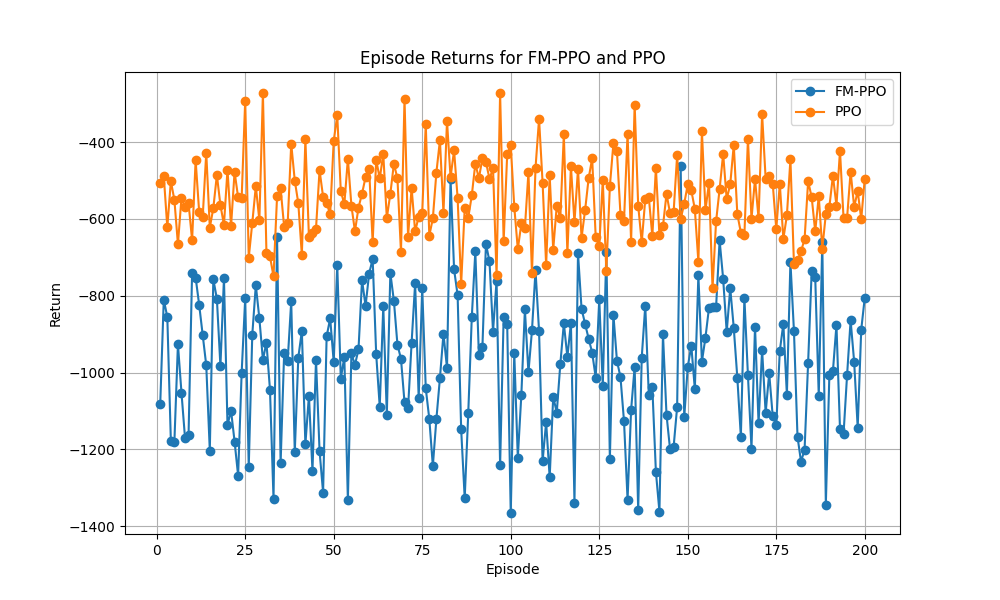 Episode Returns for FM-PPO and PPO
FM-PPO
PPO
Return
−400
−600
−800
−1000
−1200
−1400
0 25 50 75 100 125 150 175 200
Episode